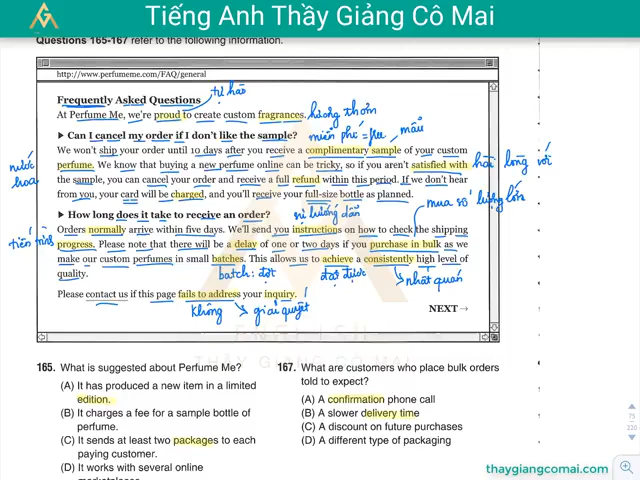 AG
Tiếng Anh Thầy Giảng Cô Mai
Questions 165-167 refer to the following information.
http://www.perfumeme.com/FAQ/general
tự hào
Frequently Asked Questions
At Perfume Me, we're proud to create custom fragrances. hương thơm
miễn phí = free
mẫu
▶ Can I cancel my order if I don't like the sample?
We won't ship your order until 10 days after you receive a complimentary sample of your custom
nước hoa
perfume. We know that buying a new perfume online can be tricky, so if you aren't satisfied with hài lòng với
the sample, you can cancel your order and receive a full refund within this period. If we don't hear
from you, your card will be charged, and you'll receive your full-size bottle as planned.
mua số lượng lớn
▶ How long does it take to receive an order? sự hướng dẫn
Orders normally arrive within five days. We'll send you instructions on how to check the shipping
tiến trình
progress. Please note that there will be a delay of one or two days if you purchase in bulk as we
make our custom perfumes in small batches. This allows us to achieve a consistently high level of
quality.
batch: đợt
đạt được
nhất quán
Please contact us if this page fails to address your inquiry.
không
giải quyết
NEXT →
THẦY GIẢNG CÔ MAI
165. What is suggested about Perfume Me?
(A) It has produced a new item in a limited
edition.
(B) It charges a fee for a sample bottle of
perfume.
(C) It sends at least two packages to each
paying customer.
(D) It works with several online
167. What are customers who place bulk orders
told to expect?
(A) A confirmation phone call
(B) A slower delivery time
(C) A discount on future purchases
(D) A different type of packaging
75
220
thaygiangcomai.com